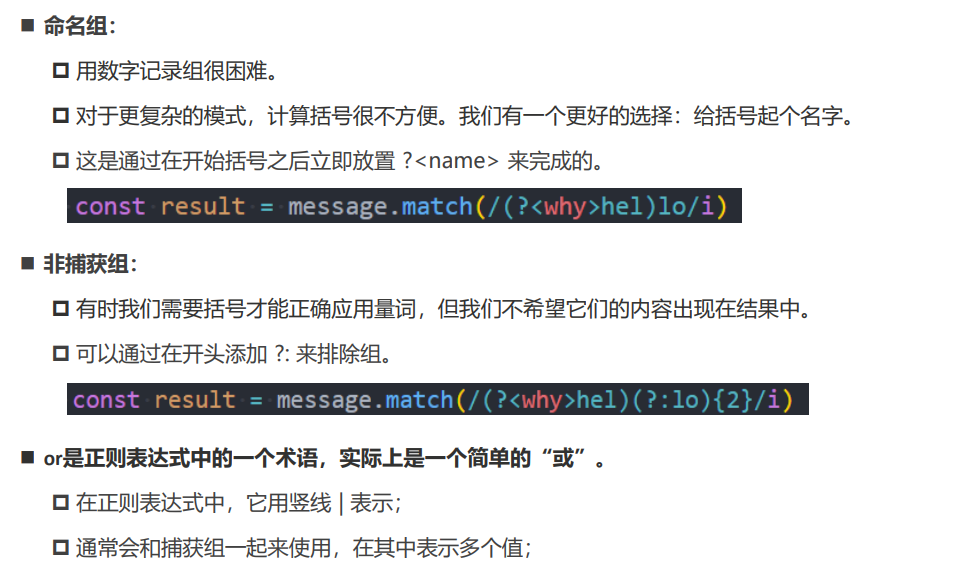 命名组：
用数字记录组很困难。
对于更复杂的模式，计算括号很不方便。我们有一个更好的选择：给括号起个名字。
这是通过在开始括号之后立即放置 ?<name> 来完成的。
const result = message.match(/(?<why>hel)lo/i)
非捕获组：
有时我们需要括号才能正确应用量词，但我们不希望它们的内容出现在结果中。
可以通过在开头添加 ?: 来排除组。
const result = message.match(/(?<why>hel)(?:lo){2}/i)
or是正则表达式中的一个术语，实际上是一个简单的“或”。
在正则表达式中，它用竖线 | 表示；
通常会和捕获组一起来使用，在其中表示多个值；